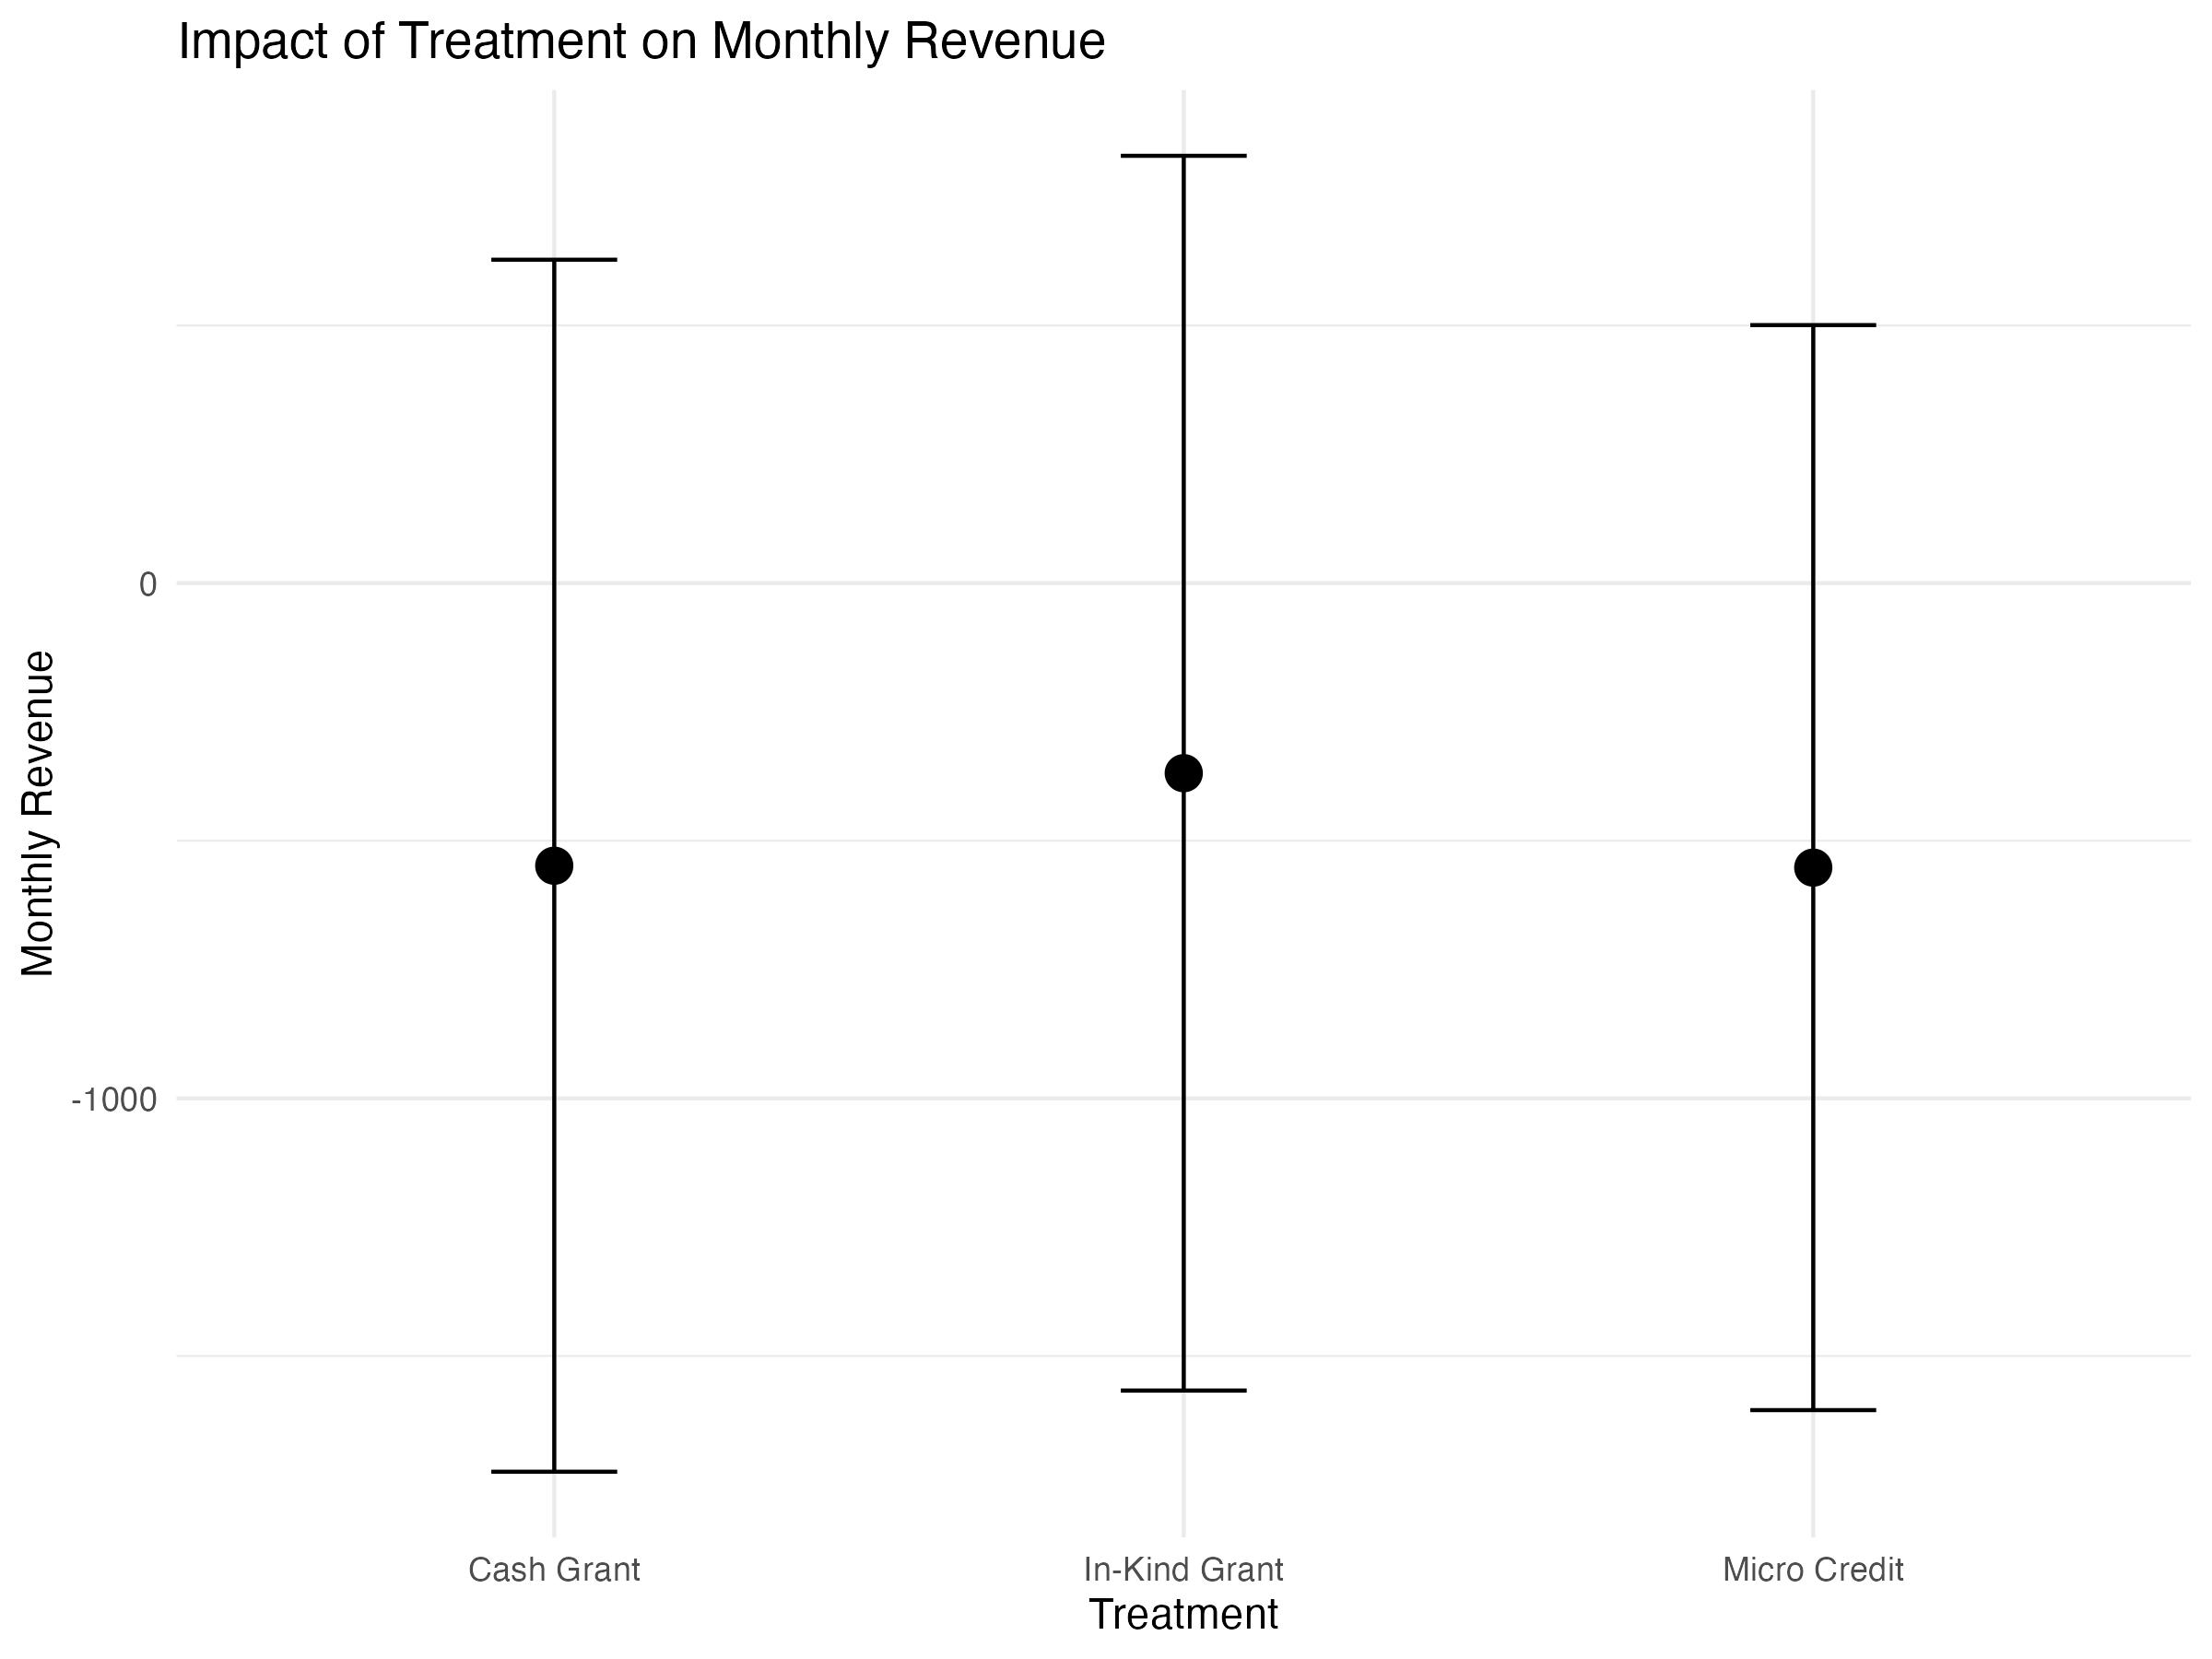 Impact of Treatment on Monthly Revenue
Monthly Revenue
0
-1000
Cash Grant
In-Kind Grant
Micro Credit
Treatment